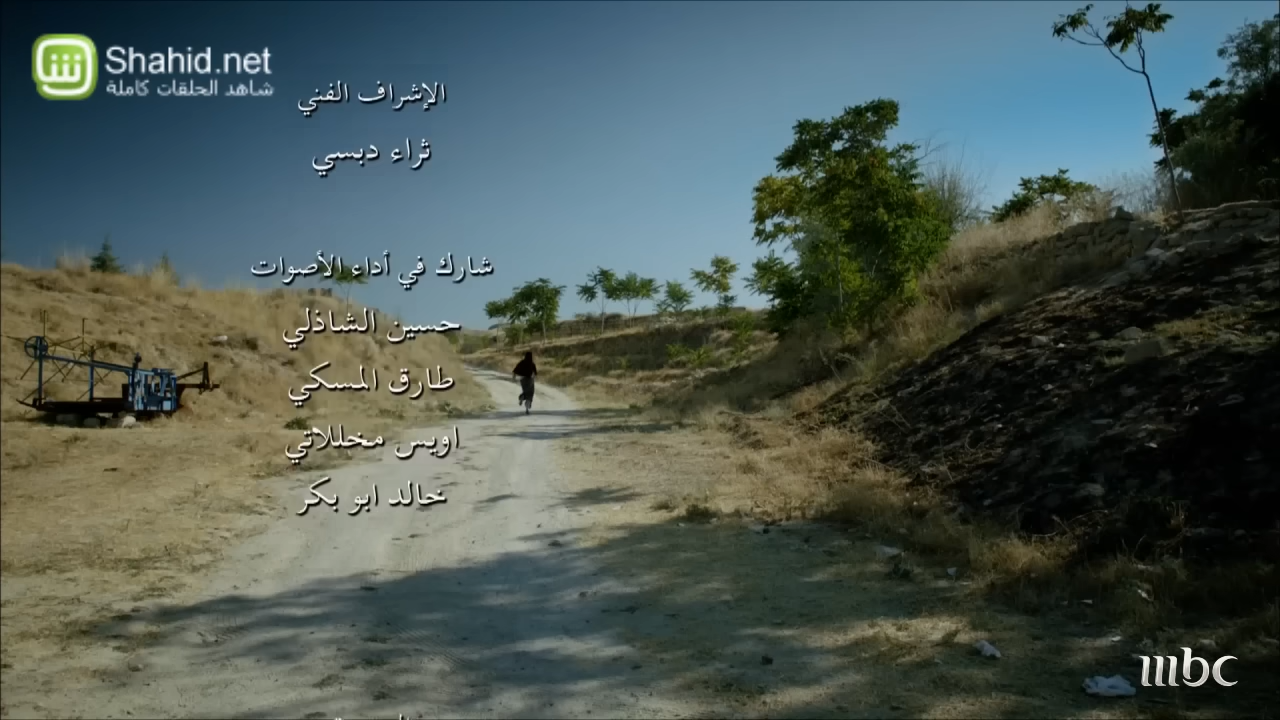 Shahid.net
شاهد الحلقات كاملة
الإشراف الفني
ثراء دبسي
شارك في أداء الأصوات
حسين الشاذلي
طارق المسكي
اويس مخللاتي
خالد ابو بكر
mbc